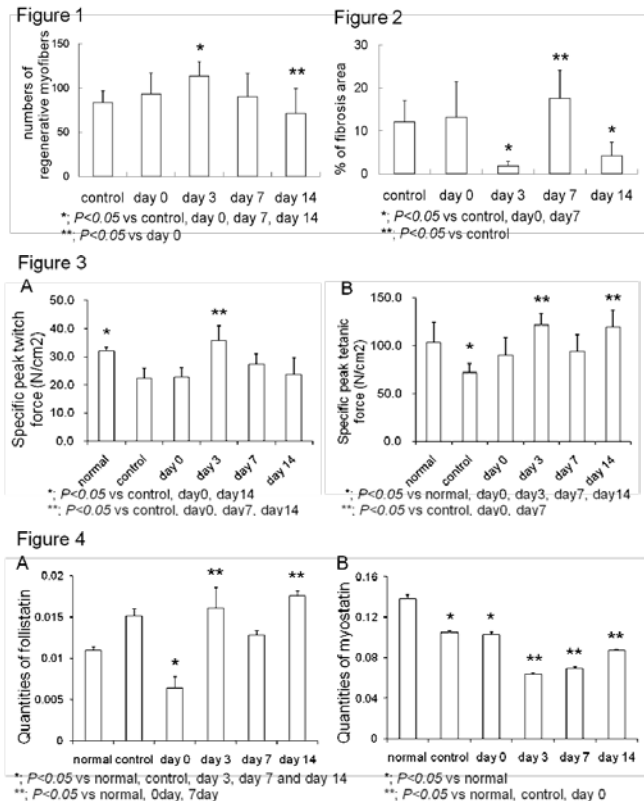 Figure 1
numbers of
regenerative myofibers
150
100
50
0
*
**
control day 0 day 3 day 7 day 14
*; P<0.05 vs control, day 0, day 7, day 14
**; P<0.05 vs day 0
Figure 2
% of fibrosis area
30
20
10
0
*
**
*
control day 0 day 3 day 7 day 14
*; P<0.05 vs control, day0, day7
**; P<0.05 vs control
Figure 3
A
Specific peak twitch
force (N/cm2)
50.0
40.0
30.0
20.0
10.0
0.0
*
**
normal control day 0 day 3 day 7 day 14
*; P<0.05 vs control, day0, day14
**; P<0.05 vs control, day0, day7, day14
B
Specific peak tetanic
force (N/cm2)
150.0
100.0
50.0
0.0
*
**
**
normal control day 0 day 3 day 7 day 14
*; P<0.05 vs normal, day0, day3, day7, day14
**; P<0.05 vs control, day0, day7
Figure 4
A
Quantities of follistatin
0.02
0.015
0.01
0.005
0
*
**
**
normal control day 0 day 3 day 7 day 14
*; P<0.05 vs normal, control, day 3, day 7 and day 14
**; P<0.05 vs normal, 0day, 7day
B
Quantities of myostatin
0.16
0.12
0.08
0.04
0
*
*
**
**
**
normal control day 0 day 3 day 7 day 14
*; P<0.05 vs normal
**; P<0.05 vs normal, control, day 0